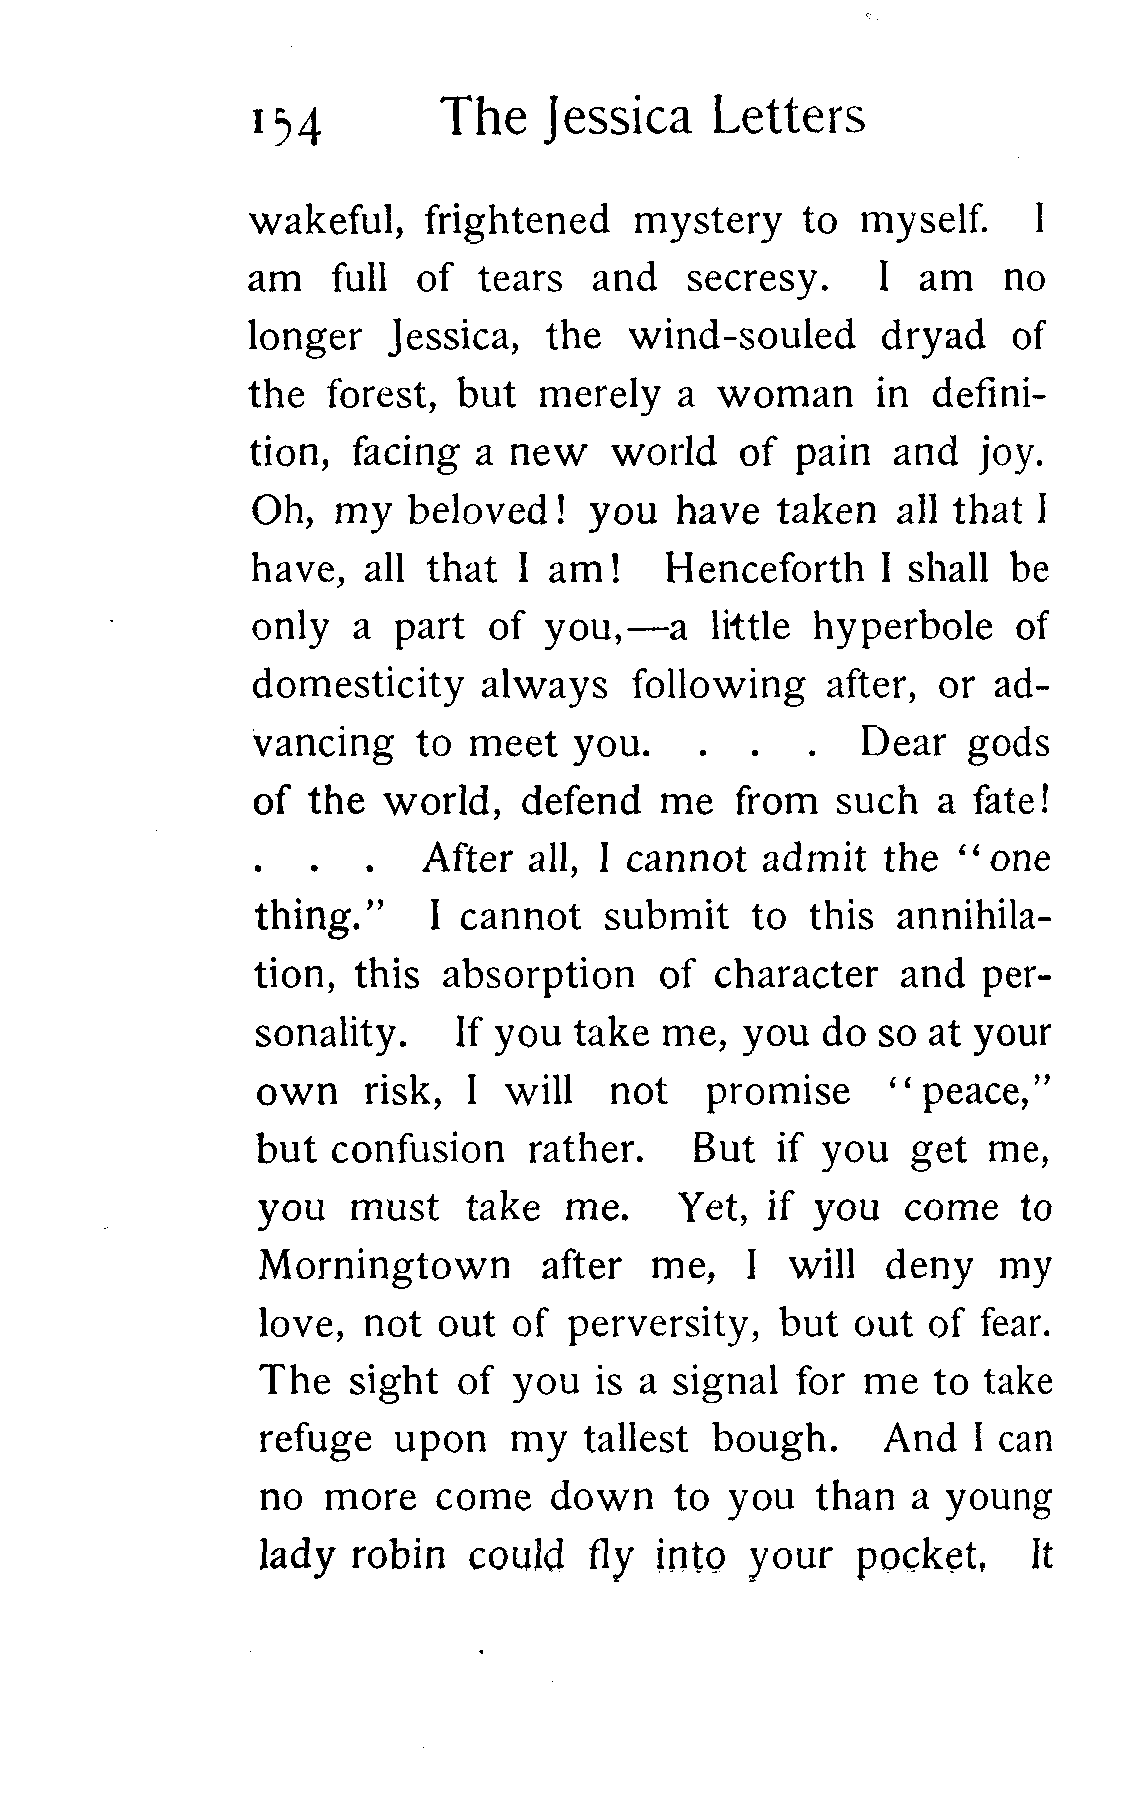 154 The Jessica Letters
wakeful, frightened mystery to myself. I
am full of tears and secresy. I am no
longer Jessica, the wind-souled dryad of
the forest, but merely a woman in defini-
tion, facing a new world of pain and joy.
Oh, my beloved! you have taken all that I
have, all that I am! Henceforth I shall be
only a part of you,—a little hyperbole of
domesticity always following after, or ad-
vancing to meet you. . . . Dear gods
of the world, defend me from such a fate!
. . . After all, I cannot admit the “one
thing.” I cannot submit to this annihila-
tion, this absorption of character and per-
sonality. If you take me, you do so at your
own risk, I will not promise “peace,”
but confusion rather. But if you get me,
you must take me. Yet, if you come to
Morningtown after me, I will deny my
love, not out of perversity, but out of fear.
The sight of you is a signal for me to take
refuge upon my tallest bough. And I can
no more come down to you than a young
lady robin could fly into your pocket, It